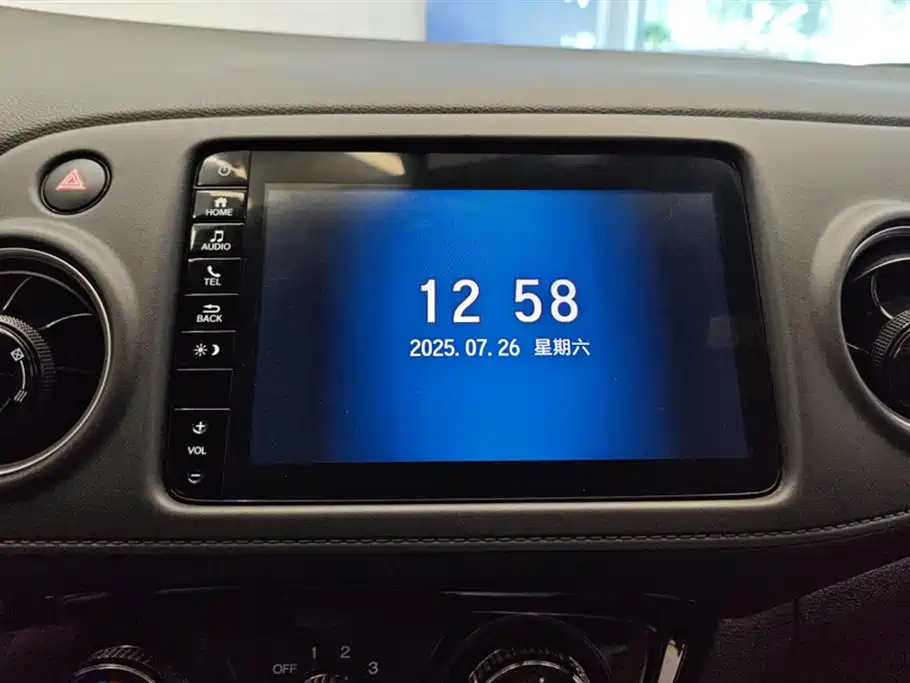 HOME
AUDIO
TEL
BACK
VOL
12 58
2025.07.26 星期六
OFF 1 2 3